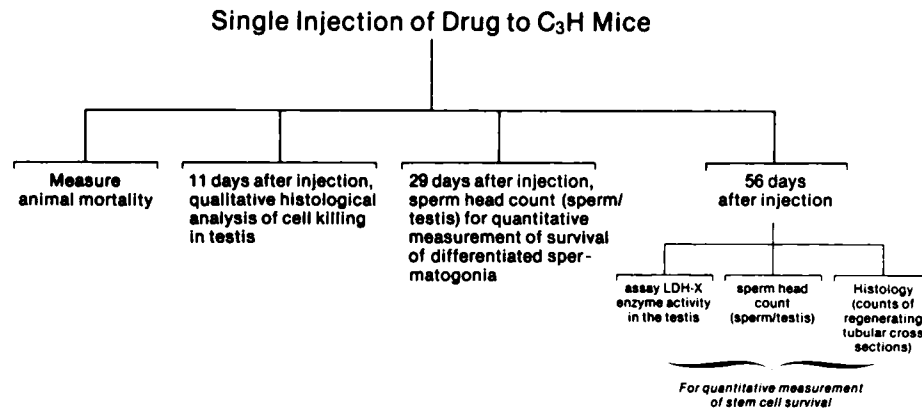 Single Injection of Drug to C3H Mice
Measure
animal mortality
11 days after injection,
qualitative histological
analysis of cell killing
in testis
29 days after injection,
sperm head count (sperm/
testis) for quantitative
measurement of survival
of differentiated sper-
matogonia
56 days
after injection
assay LDH-X
enzyme activity
in the testis
sperm head
count
(sperm/testis)
Histology
(counts of
regenerating
tubular cross
sections)
For quantitative measurement
of stem cell survival